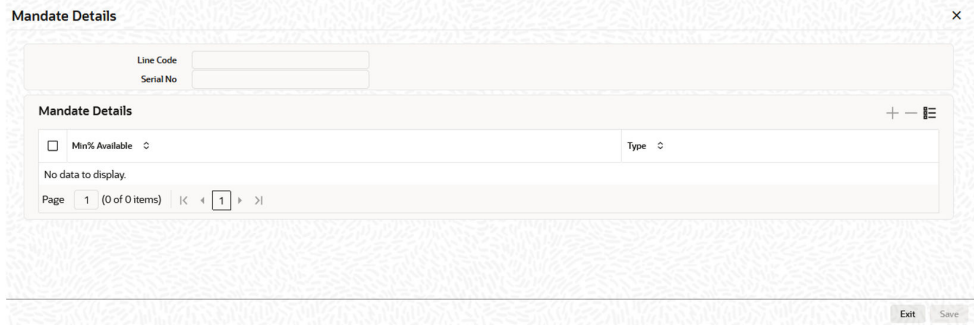 Mandate Details
Line Code
Serial No
Mandate Details
Min% Available Type
No data to display.
Page 1 (0 of 0 items) 1
Exit Save